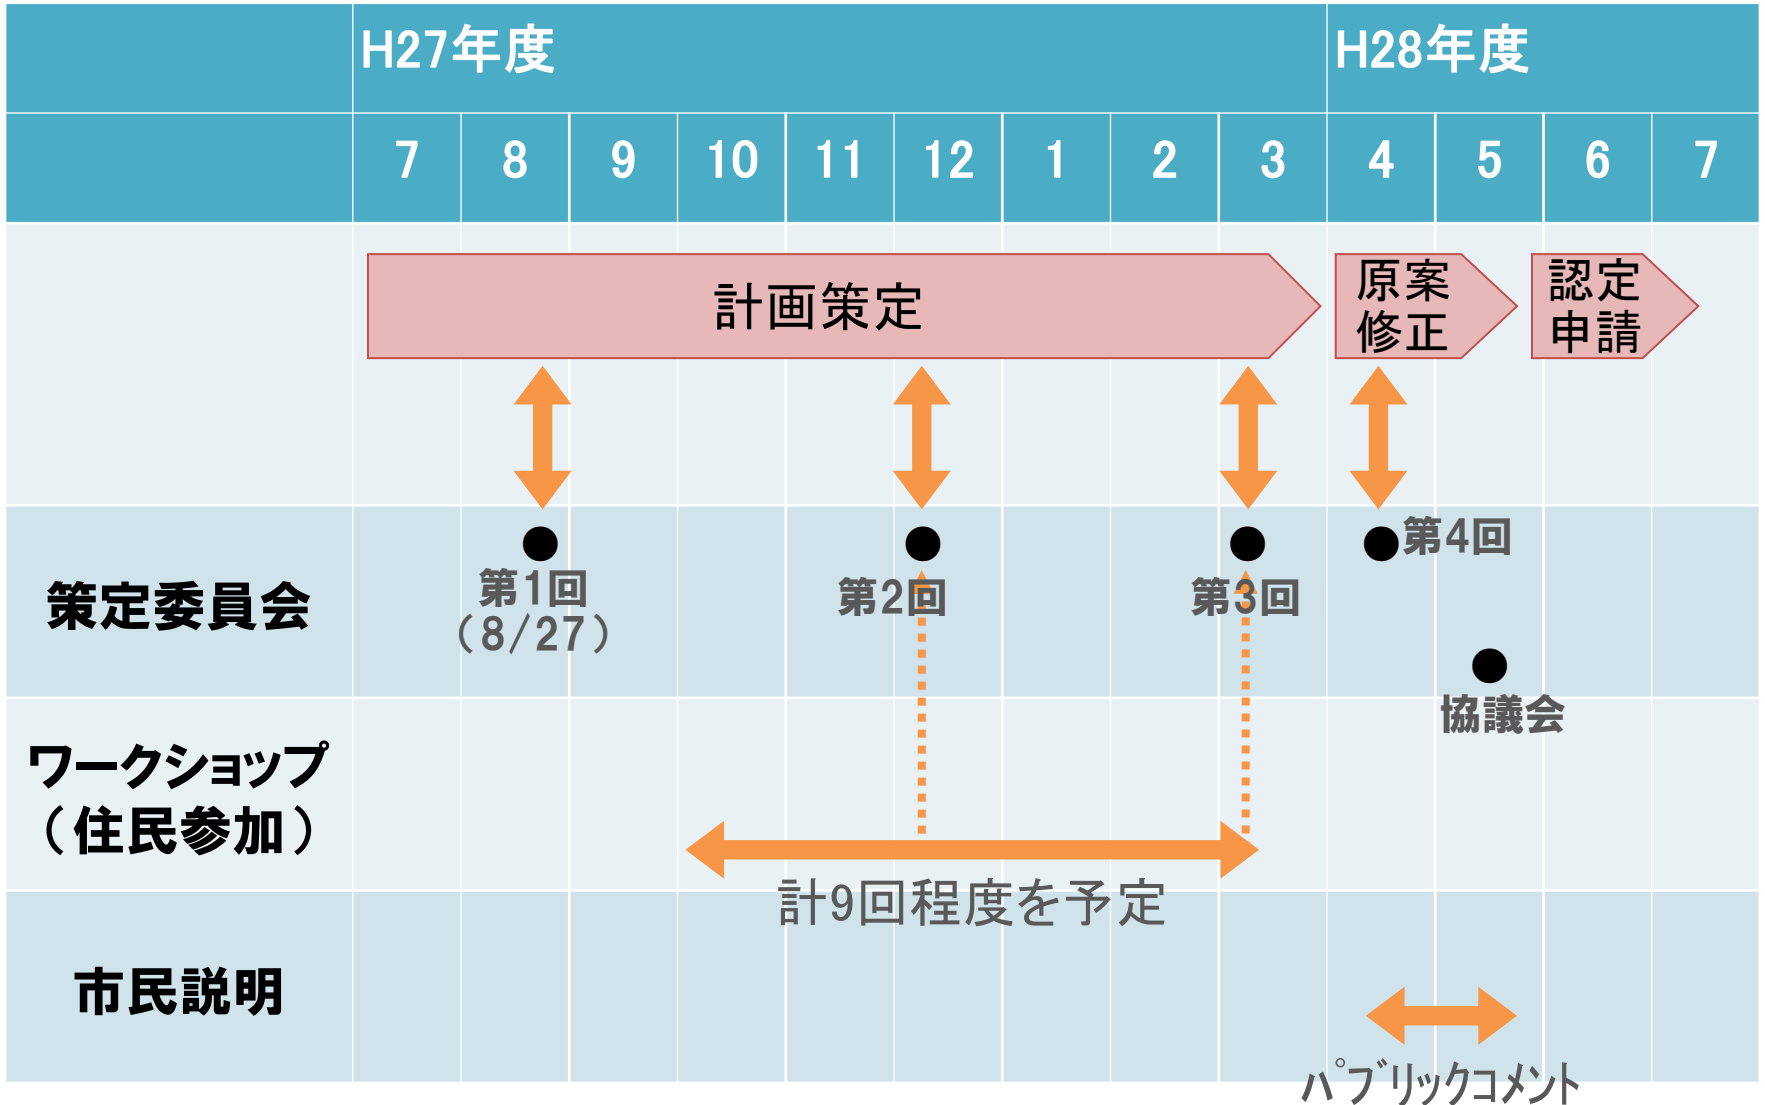 H27年度
H28年度
7 8 9 10 11 12 1 2 3 4 5 6 7
計画策定
原案
修正
認定
申請
策定委員会
第1回
（8/27）
第2回
第3回
第4回
協議会
ワークショップ
（住民参加）
計9回程度を予定
市民説明
ﾊﾟﾌﾞﾘｯｸｺﾒﾝﾄ